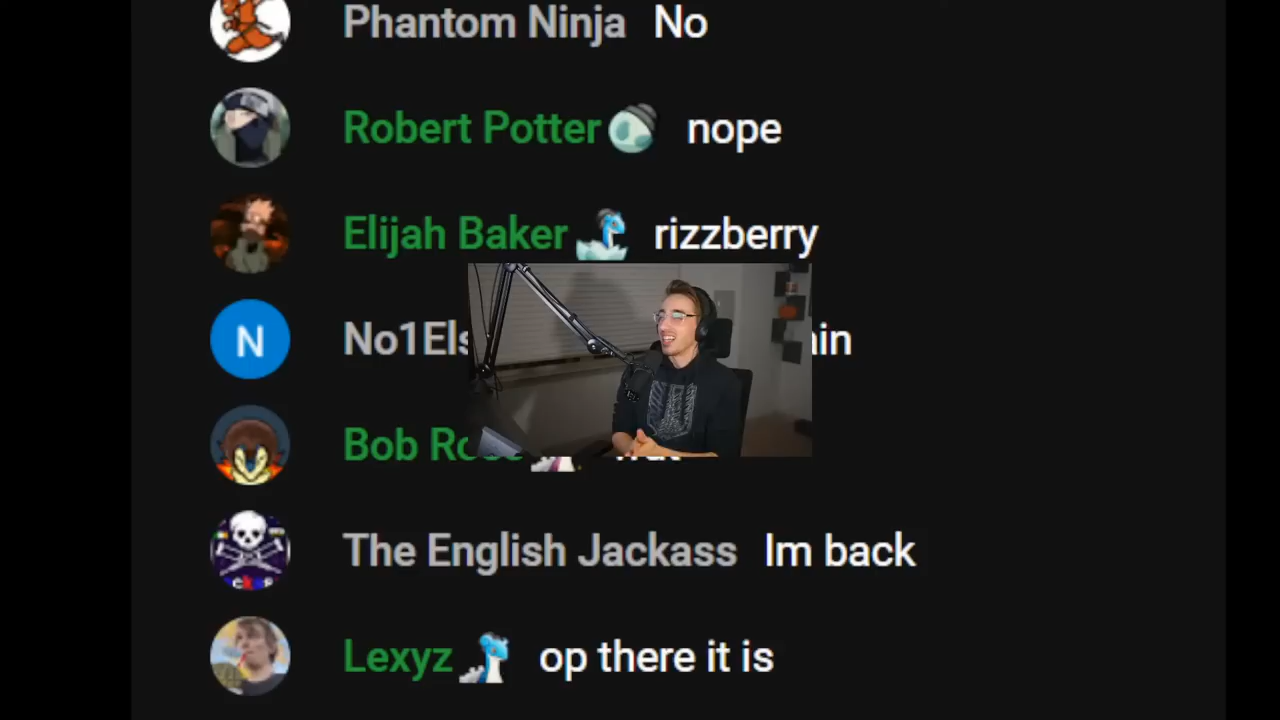 Phantom Ninja No
Robert Potter nope
Elijah Baker rizzberry
N No1Els
Bob
The English Jackass Im back
Lexyz op there it is